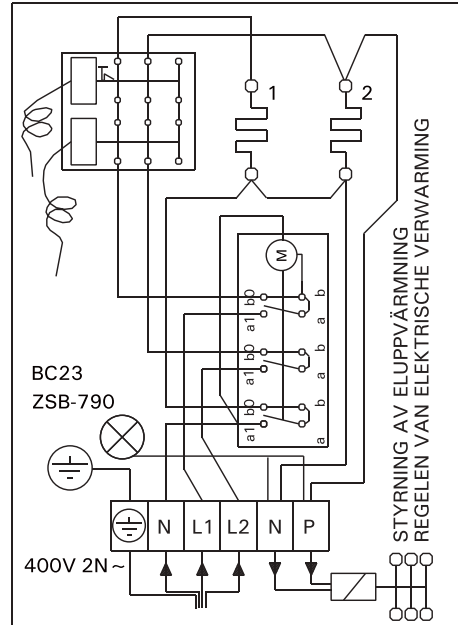 1
2
M
b0
b
a1
a
b0
b
a1
a
b0
b
a1
a
STYRNING AV ELUPPVÄRMNING
REGELEN VAN ELEKTRISCHE VERWARMING
BC23
ZSB-790
N
L1
L2
N
P
400V 2N~